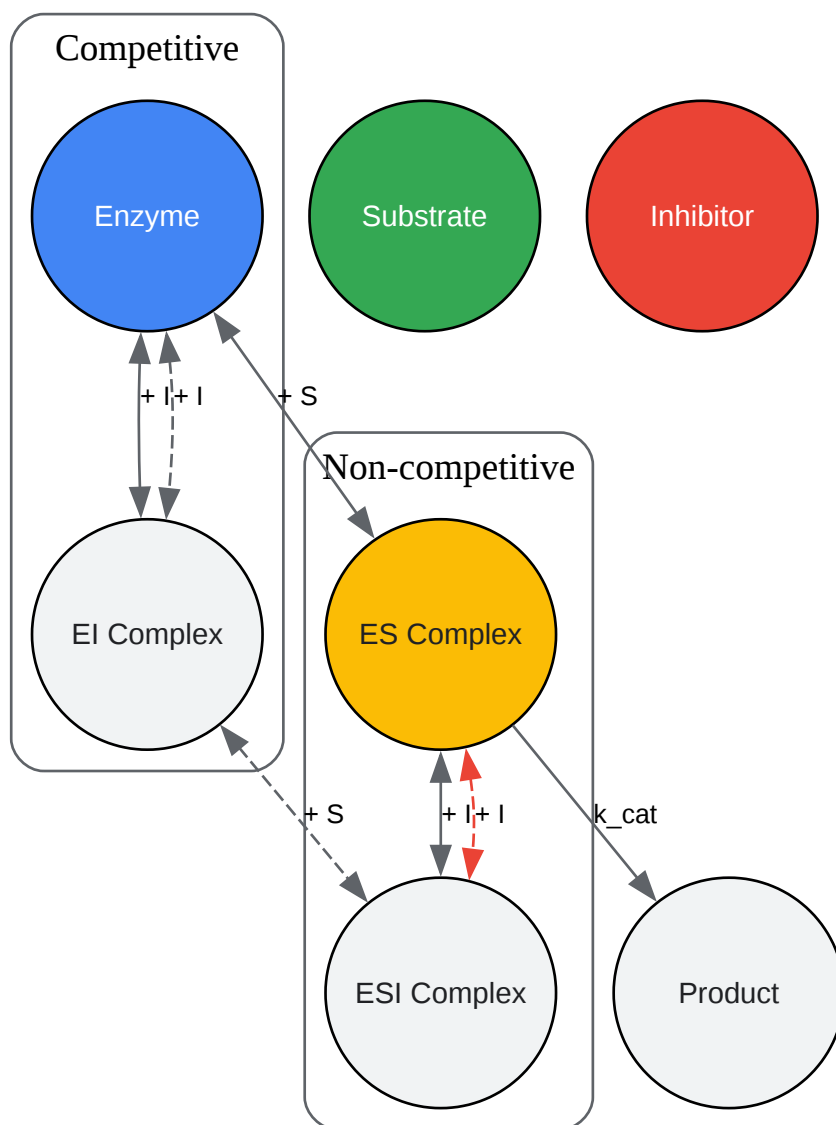 Competitive
Enzyme
Substrate
Inhibitor
+ I
+ I
+ S
Non-competitive
EI Complex
ES Complex
+ S
+ I
+ I
k_cat
ESI Complex
Product